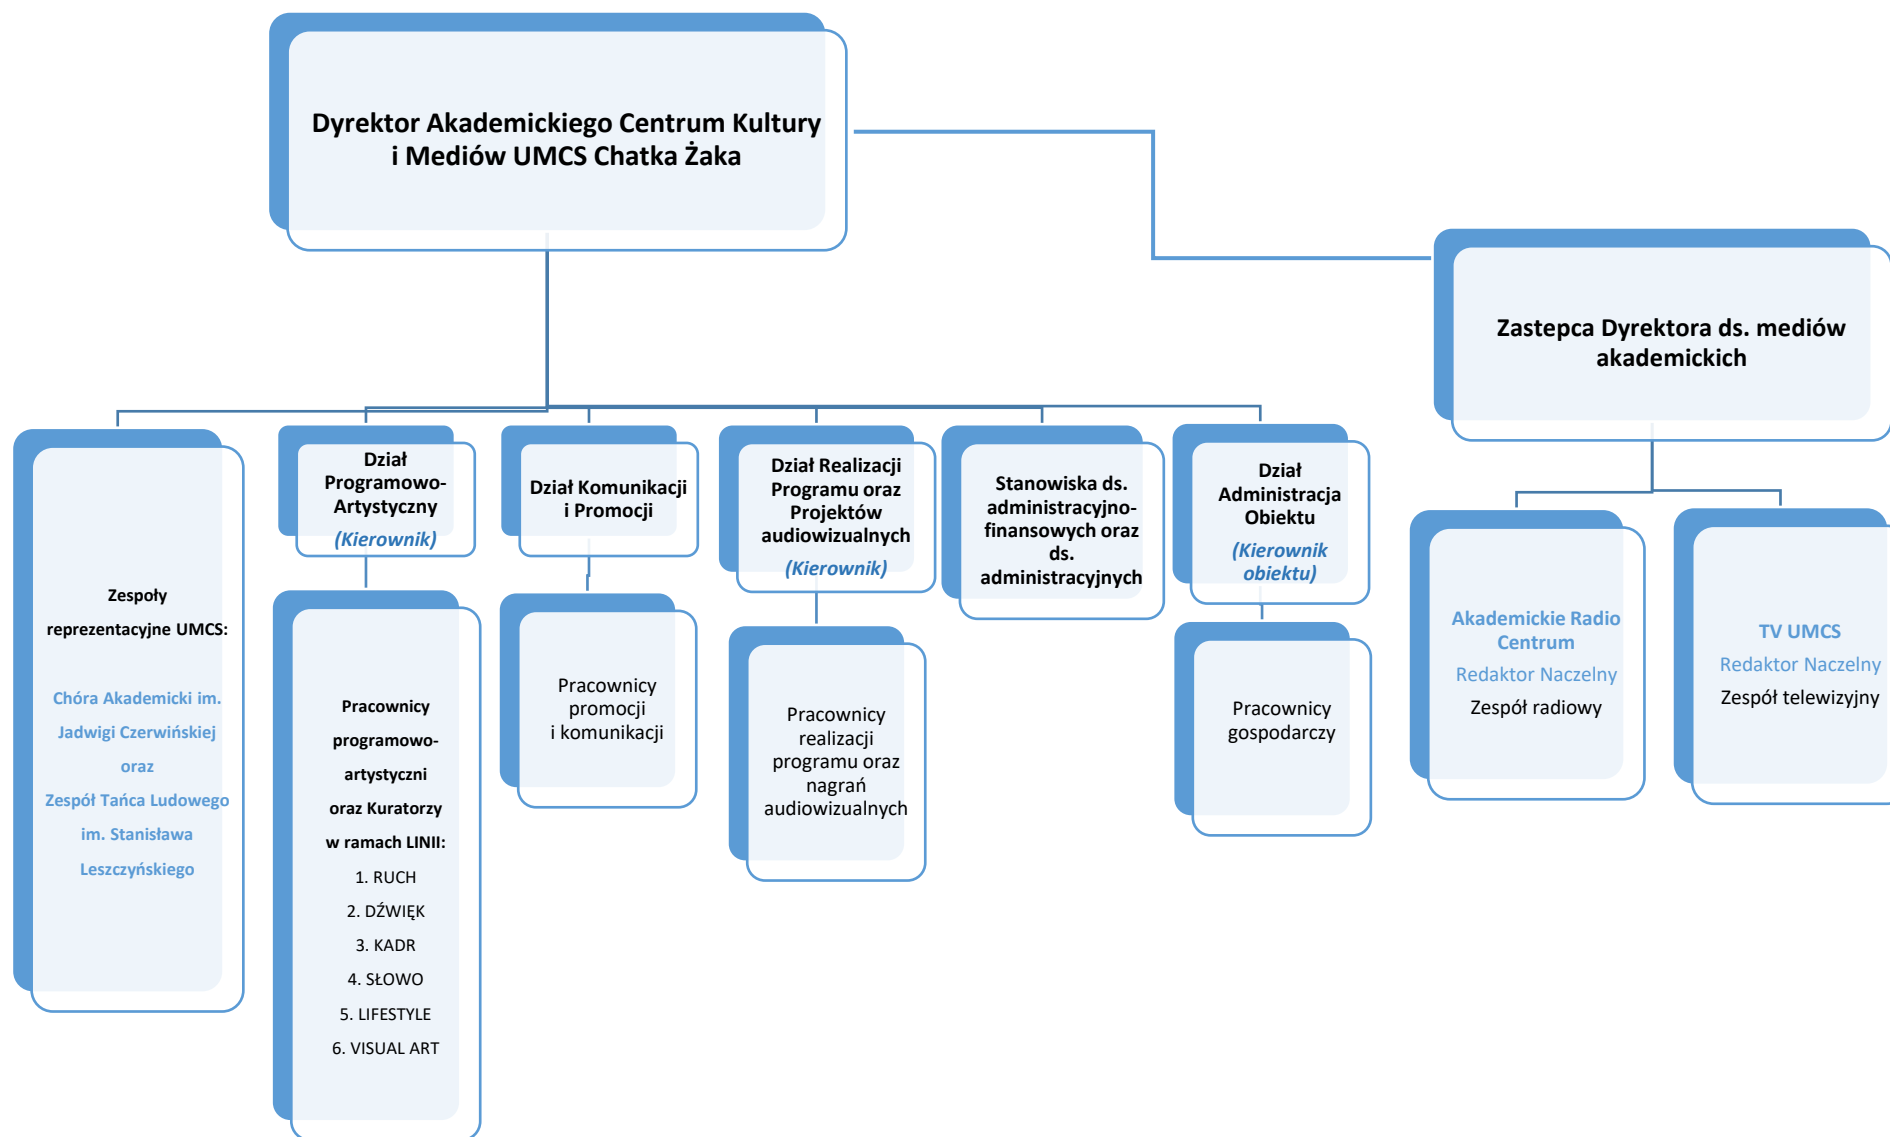 Dyrektor Akademickiego Centrum Kultury
i Mediów UMCS Chatka Żaka
Zastepca Dyrektora ds. mediów
akademickich
Zespoły
reprezentacyjne UMCS:
Chóra Akademicki im.
Jadwigi Czerwińskiej
oraz
Zespół Tańca Ludowego
im. Stanisława
Leszczyńskiego
Dział
Programowo-
Artystyczny
(Kierownik)
Pracownicy
programowo-
artystyczni
oraz Kuratorzy
w ramach LINII:
1. RUCH
2. DŹWIĘK
3. KADR
4. SŁOWO
5. LIFESTYLE
6. VISUAL ART
Dział Komunikacji
i Promocji
Pracownicy
promocji
i komunikacji
Dział Realizacji
Programu oraz
Projektów
audiowizualnych
(Kierownik)
Pracownicy
realizacji
programu oraz
nagrań
audiowizualnych
Stanowiska ds.
administracyjno-
finansowych oraz
ds.
administracyjnych
Dział
Administracja
Obiektu
(Kierownik
obiektu)
Pracownicy
gospodarczy
Akademickie Radio
Centrum
Redaktor Naczelny
Zespół radiowy
TV UMCS
Redaktor Naczelny
Zespół telewizyjny